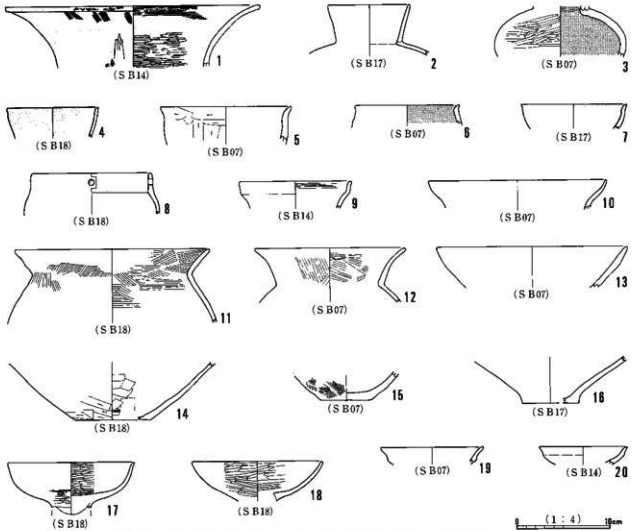 1
(SB14)
2
(SB17)
3
(SB07)
4
(SB18)
5
(SB07)
6
(SB07)
7
(SB17)
8
(SB18)
9
(SB14)
10
(SB07)
11
(SB18)
12
(SB07)
13
(SB07)
14
(SB18)
15
(SB07)
16
(SB17)
17
(SB18)
18
(SB18)
19
(SB07)
20
(SB14)
0 (1:4) 10cm